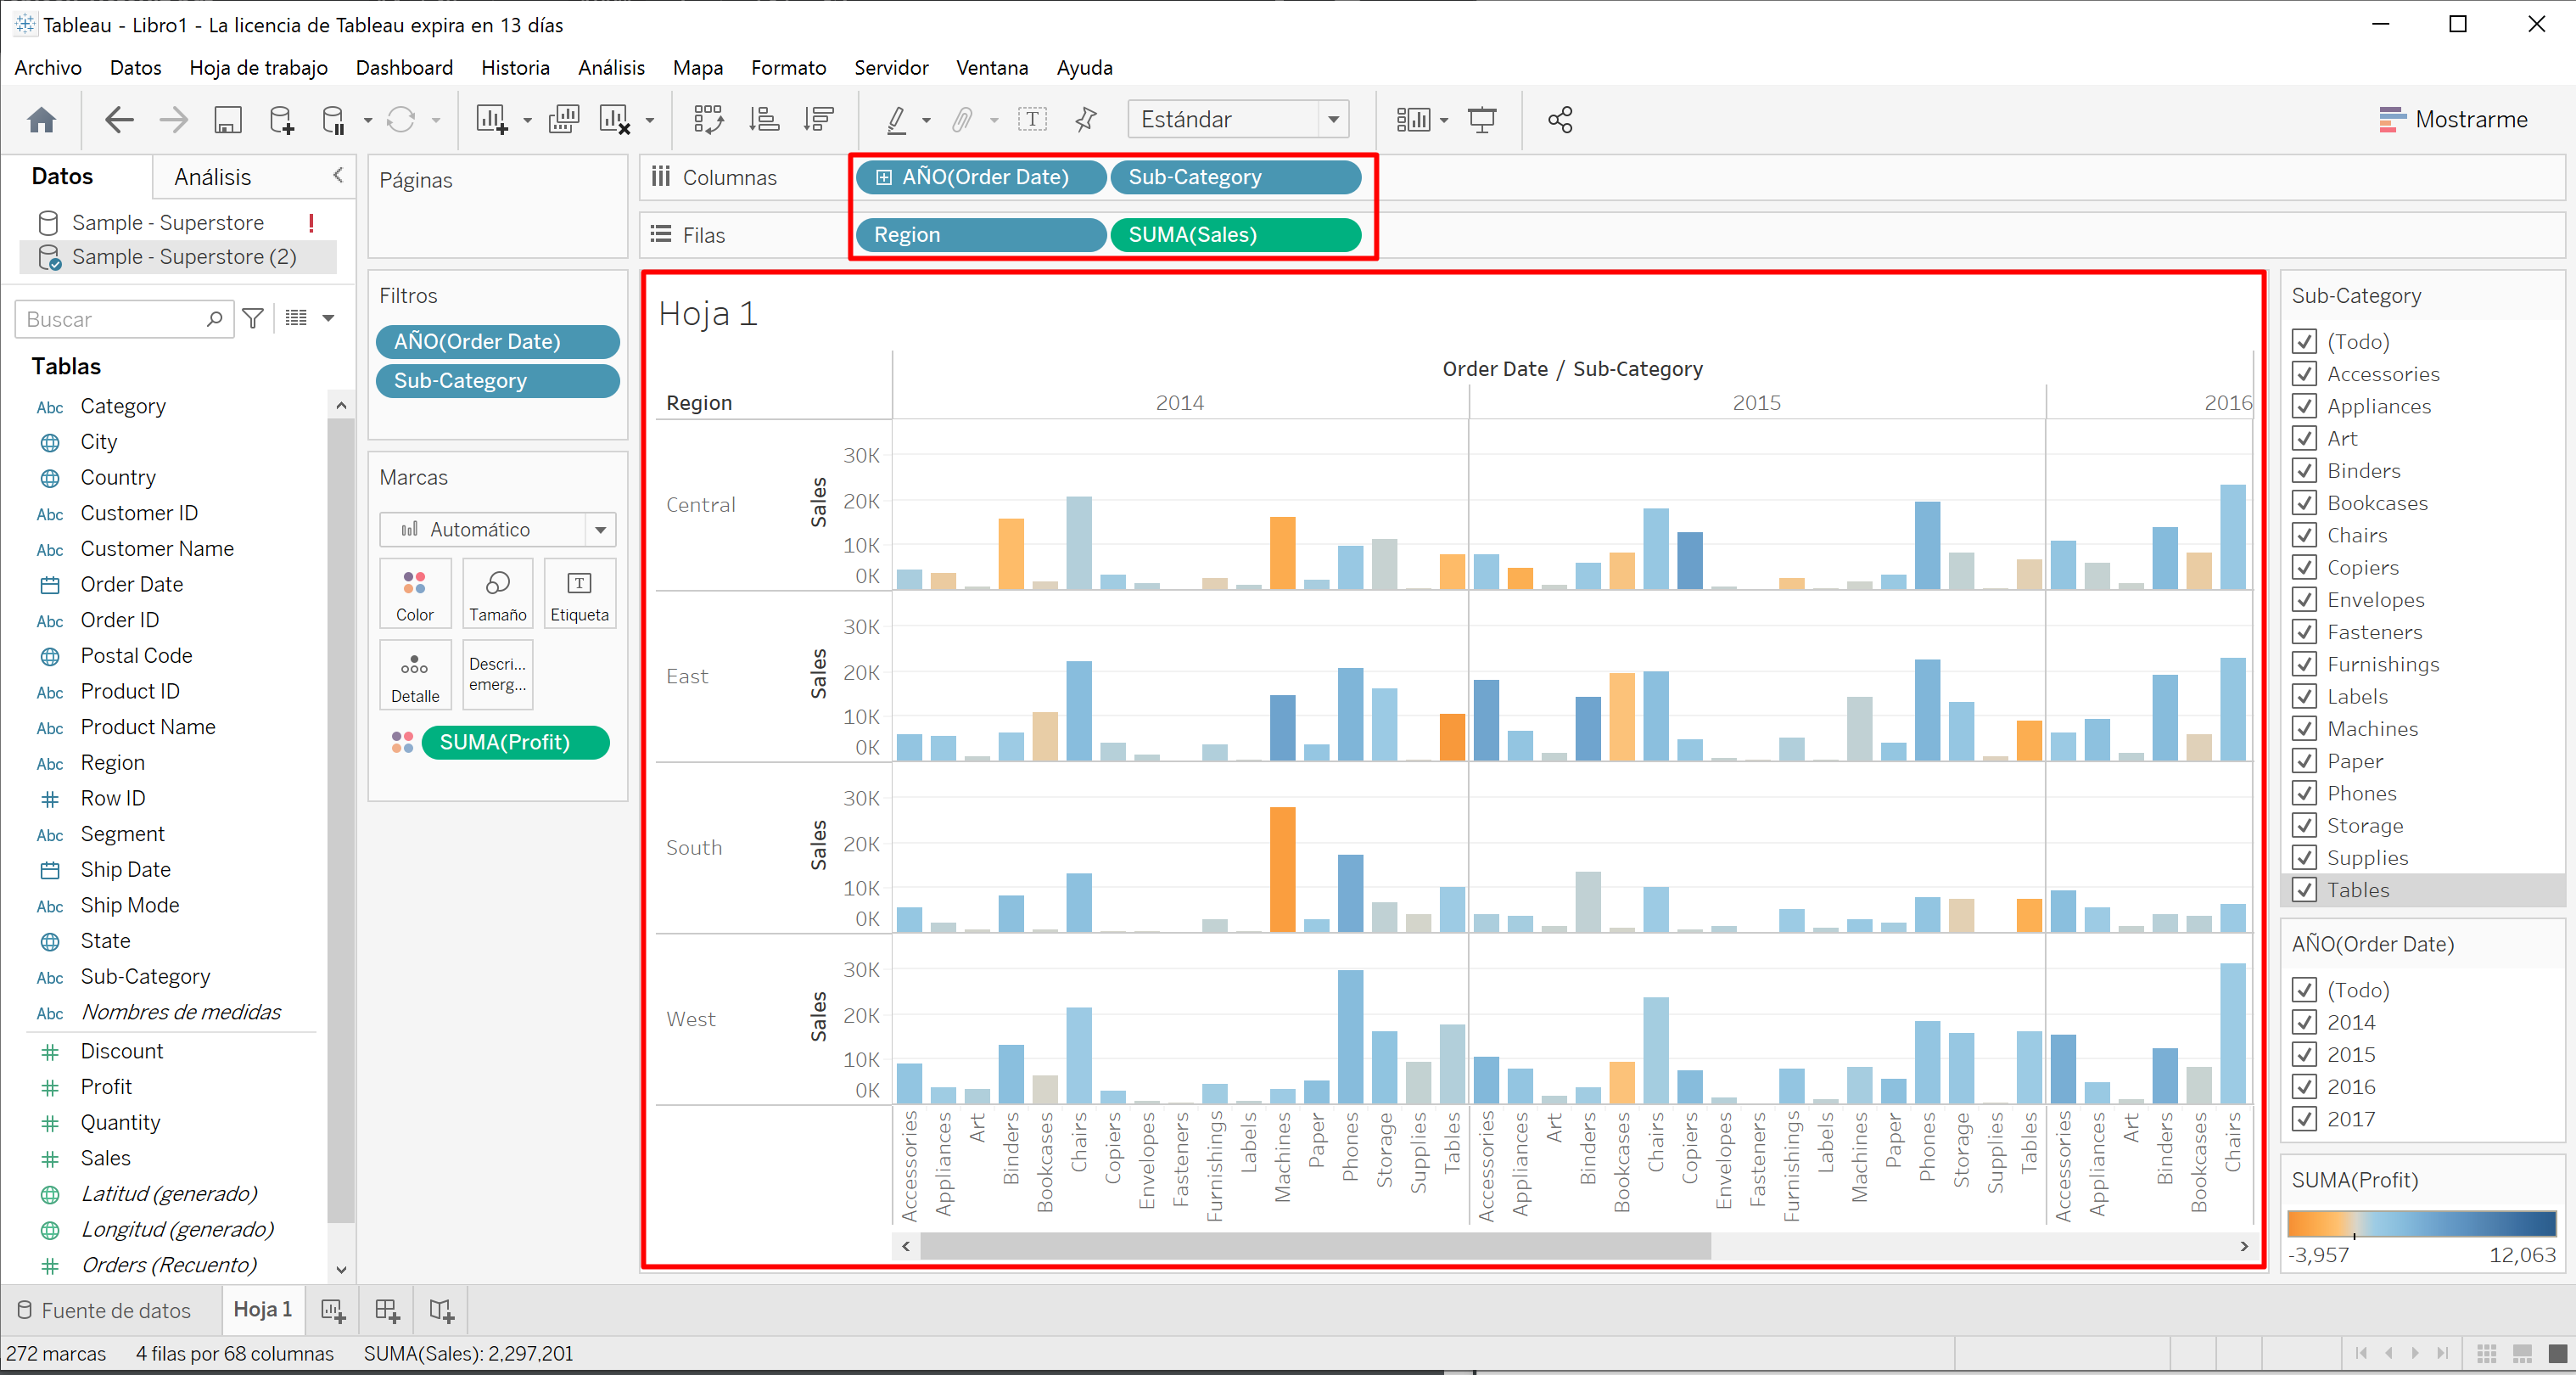 Tableau - Libro1 - La licencia de Tableau expira en 13 días
Archivo Datos Hoja de trabajo Dashboard Historia Análisis Mapa Formato Servidor Ventana Ayuda
Estándar
Mostrarme
Datos Análisis
Sample - Superstore !
Sample - Superstore (2)
Buscar
Tablas
Abc Category
City
Country
Abc Customer ID
Abc Customer Name
Order Date
Abc Order ID
Postal Code
Abc Product ID
Abc Product Name
Abc Region
Row ID
Abc Segment
Ship Date
Abc Ship Mode
State
Abc Sub-Category
Abc Nombres de medidas
Discount
Profit
Quantity
Sales
Latitud (generado)
Longitud (generado)
Orders (Recuento)
Páginas
Filtros
AÑO(Order Date)
Sub-Category
Marcas
Automático
Color Tamaño Etiqueta
Detalle
Descri...
emerg...
SUMA(Profit)
Columnas AÑO(Order Date) Sub-Category
Filas Region SUMA(Sales)
Hoja 1
Order Date / Sub-Category
Region 2014 2015 2016
Central Sales
30K
20K
10K
0K
East Sales
30K
20K
10K
0K
South Sales
30K
20K
10K
0K
West Sales
30K
20K
10K
0K
Accessories Appliances Art Binders Bookcases Chairs Copiers Envelopes Fasteners Furnishings Labels Machines Paper Phones Storage Supplies Tables Accessories Appliances Art Binders Bookcases Chairs Copiers Envelopes Fasteners Furnishings Labels Machines Paper Phones Storage Supplies Tables Accessories Appliances Art Binders Bookcases Chairs
Sub-Category
(Todo)
Accessories
Appliances
Art
Binders
Bookcases
Chairs
Copiers
Envelopes
Fasteners
Furnishings
Labels
Machines
Paper
Phones
Storage
Supplies
Tables
AÑO(Order Date)
(Todo)
2014
2015
2016
2017
SUMA(Profit)
-3,957 12,063
Fuente de datos Hoja 1
272 marcas 4 filas por 68 columnas SUMA(Sales): 2,297,201